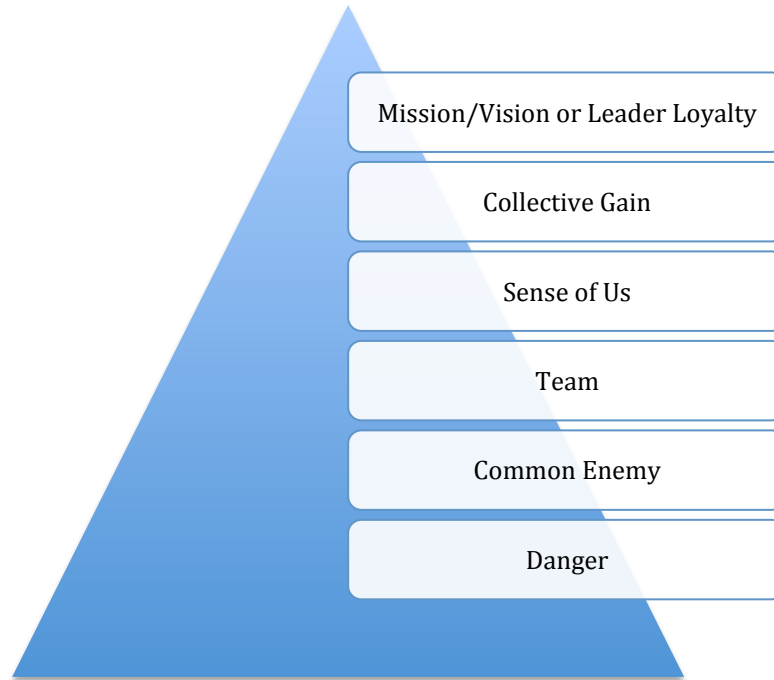 Mission/Vision or Leader Loyalty
Collective Gain
Sense of Us
Team
Common Enemy
Danger